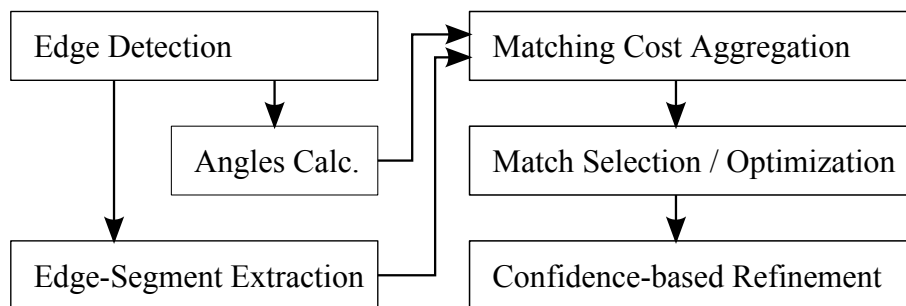 Edge Detection
Angles Calc.
Edge-Segment Extraction
Matching Cost Aggregation
Match Selection / Optimization
Confidence-based Refinement